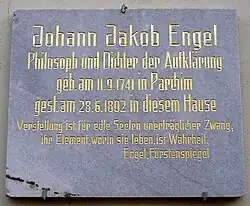 Johann Jakob Engel
Philosoph und Dichter der Aufklärung
geb. am 11.9.1741 in Parchim
gest. am 28.6.1802 in diesem Hause
Verstellung ist für edle Seelen unerträglicher Zwang,
ihr Element, worin sie leben, ist Wahrheit.
Engel, Fürstenspiegel